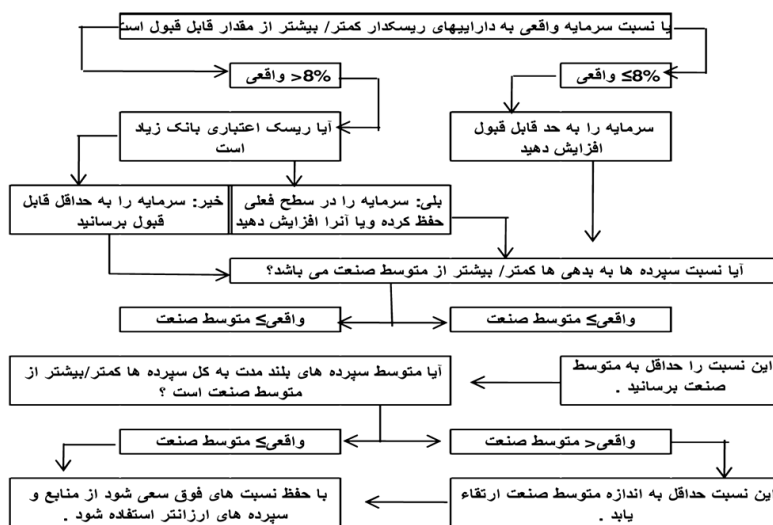 یا نسبت سرمایه واقعی به داراییهای ریسکدار کمتر/ بیشتر از مقدار قابل قبول است
واقعی >8%
واقعی ≤8%
آیا ریسک اعتباری بانک زیاد
است
سرمایه را به حد قابل قبول
افزایش دهید
خیر: سرمایه را به حداقل قابل
قبول برسانید
بلی: سرمایه را در سطح فعلی
حفظ کرده ویا آنرا افزایش دهید
آیا نسبت سپرده ها به بدهی ها کمتر/ بیشتر از متوسط صنعت می باشد؟
واقعی≤ متوسط صنعت
واقعی≤ متوسط صنعت
این نسبت را حداقل به متوسط
صنعت برسانید .
آیا متوسط سپرده های بلند مدت به کل سپرده ها کمتر/بیشتر از
متوسط صنعت است ؟
واقعی< متوسط صنعت
واقعی≤ متوسط صنعت
این نسبت حداقل به اندازه متوسط صنعت ارتقاء
یابد .
با حفظ نسبت های فوق سعی شود از منابع و
سپرده های ارزانتر استفاده شود .